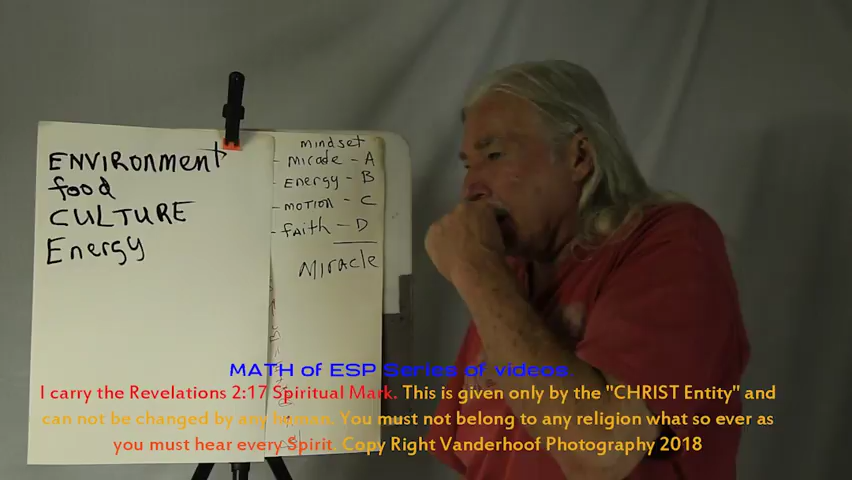 ENVIRONMENT
food
CULTURE
Energy
mindset
- micade - A
- Energy - B
- MOTION - C
- fAITH - D
MIRACLE
MATH of ESP Series of videos.
I carry the Revelations 2:17 Spiritual Mark. This is given only by the "CHRIST Entity" and
can not be changed by any human. You must not belong to any religion what so ever as
you must hear every Spirit Copy Right Vanderhoof Photography 2018